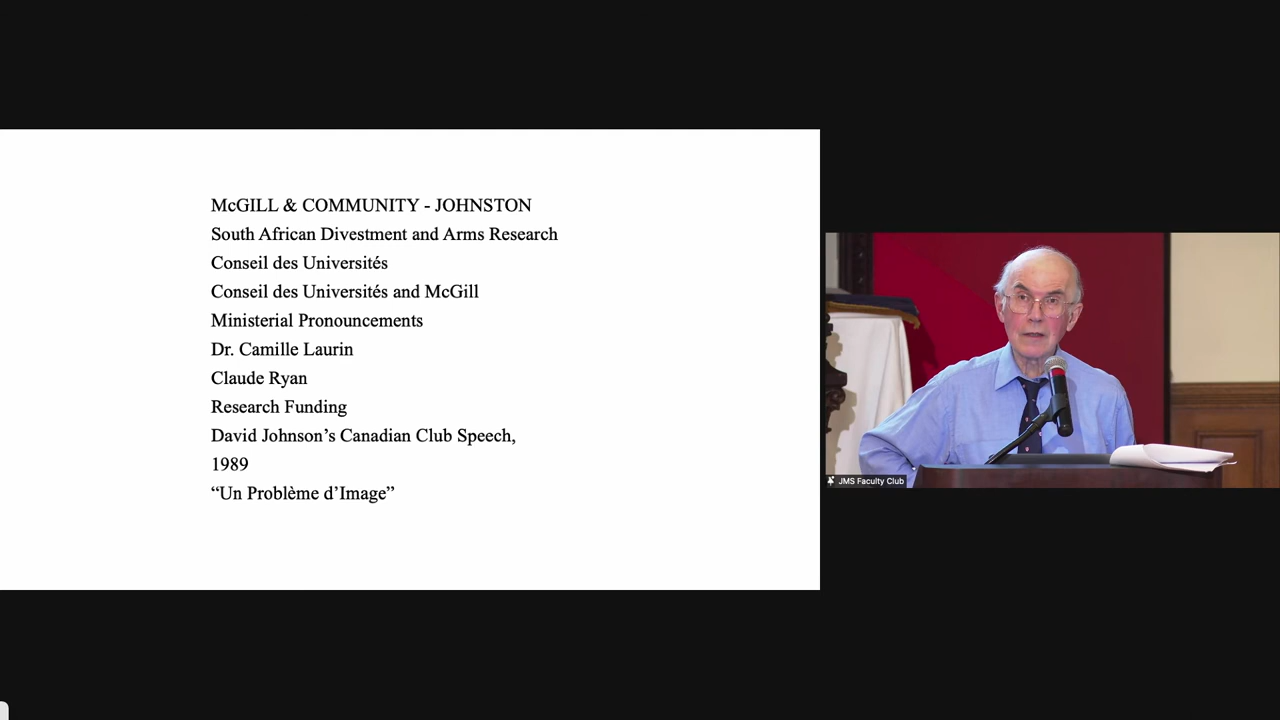 McGILL & COMMUNITY - JOHNSTON
South African Divestment and Arms Research
Conseil des Universités
Conseil des Universités and McGill
Ministerial Pronouncements
Dr. Camille Laurin
Claude Ryan
Research Funding
David Johnson’s Canadian Club Speech,
1989
“Un Problème d’Image”
JMS Faculty Club